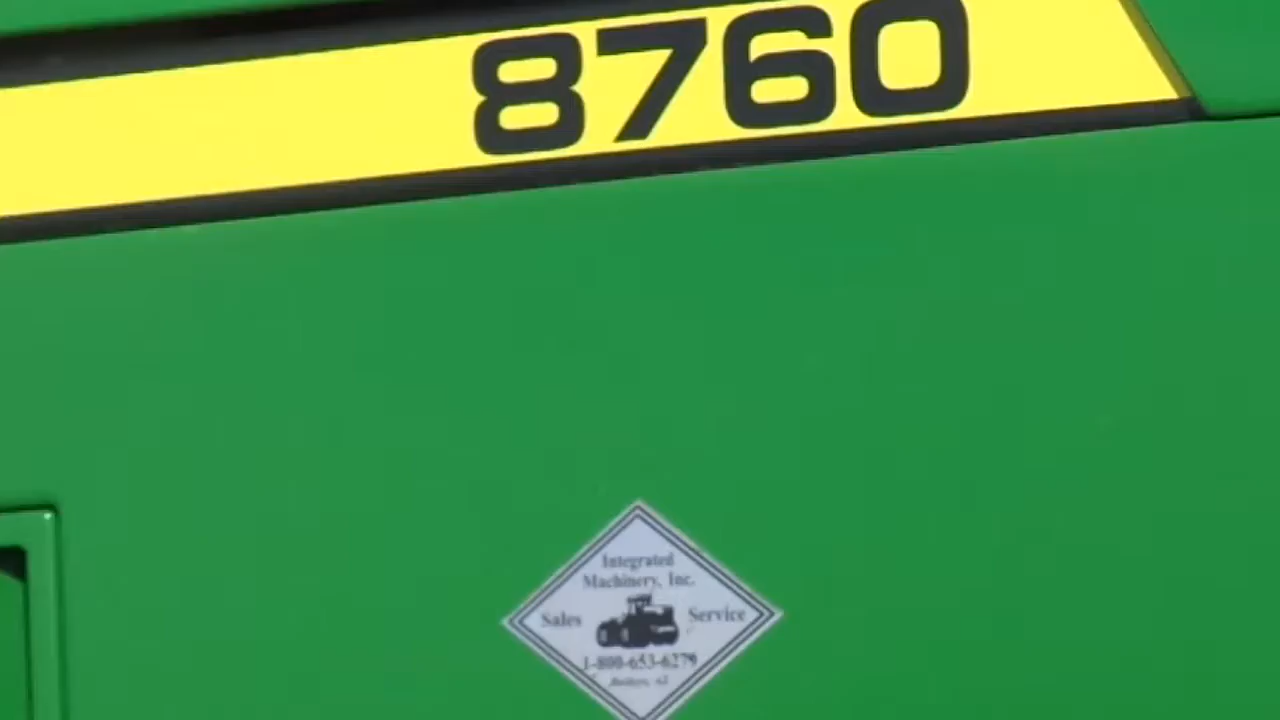 8760
Integrated
Machinery, Inc.
Sales Service
1-800-653-6279